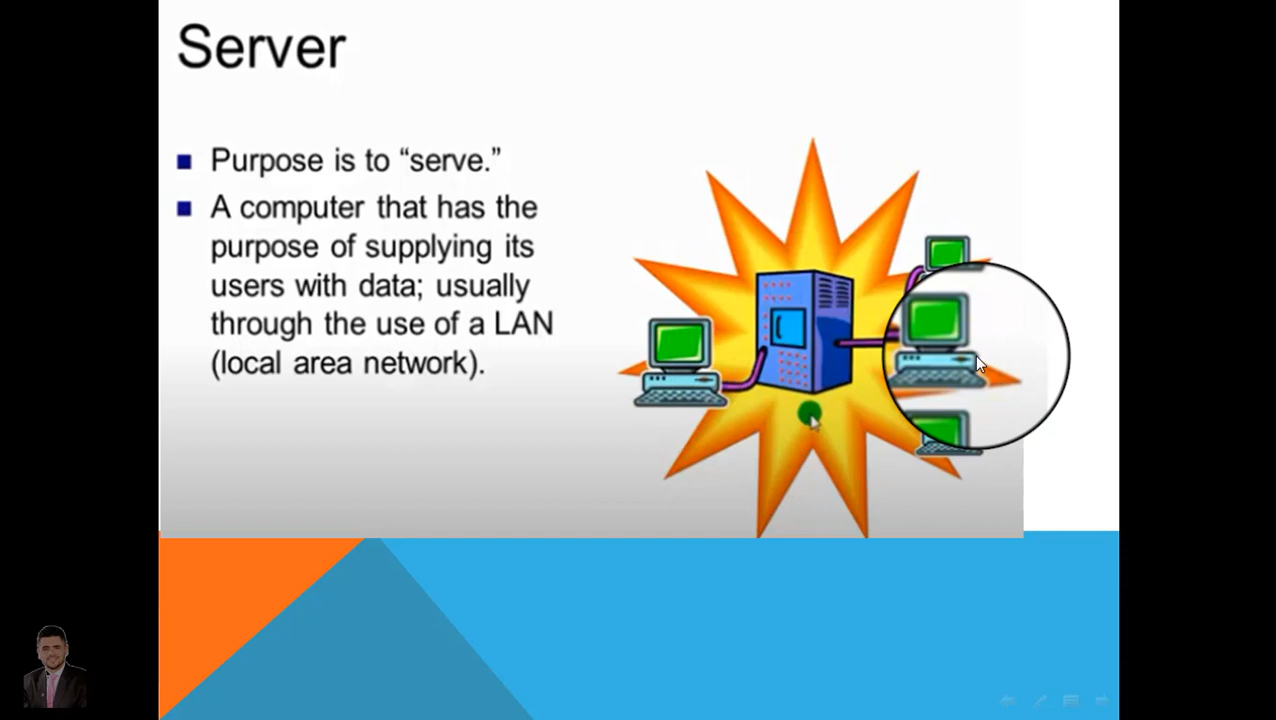 Server
Purpose is to “serve.”
A computer that has the
purpose of supplying its
users with data; usually
through the use of a LAN
(local area network).